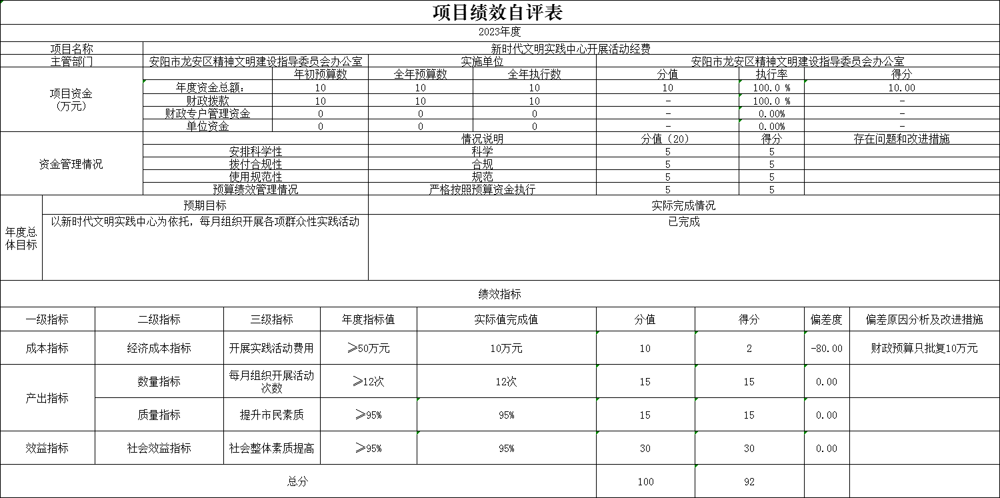 项目绩效自评表
2023年度
项目名称 新时代文明实践中心开展活动经费
主管部门 安阳市龙安区精神文明建设指导委员会办公室 实施单位 安阳市龙安区精神文明建设指导委员会办公室
项目资金
(万元)
年初预算数 全年预算数 全年执行数 分值 执行率 得分
年度资金总额： 10 10 10 10 100.0 % 10.00
财政拨款 10 10 10 - 100.0 % -
财政专户管理资金 0 0 0 - 0.00% -
单位资金 0 0 0 - 0.00% -
资金管理情况
情况说明 分值（20） 得分 存在问题和改进措施
安排科学性 科学 5 5
拨付合规性 合规 5 5
使用规范性 规范 5 5
预算绩效管理情况 严格按照预算资金执行 5 5
年度总
体目标
预期目标 实际完成情况
以新时代文明实践中心为依托，每月组织开展各项群众性实践活动 已完成
绩效指标
一级指标 二级指标 三级指标 年度指标值 实际值完成值 分值 得分 偏差度 偏差原因分析及改进措施
成本指标 经济成本指标 开展实践活动费用 ≥50万元 10万元 10 2 -80.00 财政预算只批复10万元
产出指标 数量指标 每月组织开展活动
次数 ≥12次 12次 15 15 0.00
质量指标 提升市民素质 ≥95% 95% 15 15 0.00
效益指标 社会效益指标 社会整体素质提高 ≥95% 95% 30 30 0.00
总分 100 92